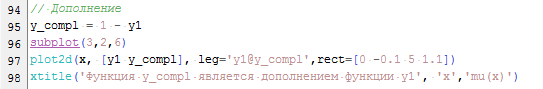 94 // Дополнение
95 y_compl = 1 - y1
96 subplot(3,2,6)
97 plot2d(x, [y1 y_compl], leg='y1@y_compl',rect=[0 -0.1 5 1.1])
98 xtitle('Функция y_compl является дополнением функции y1', 'x','mu(x)')